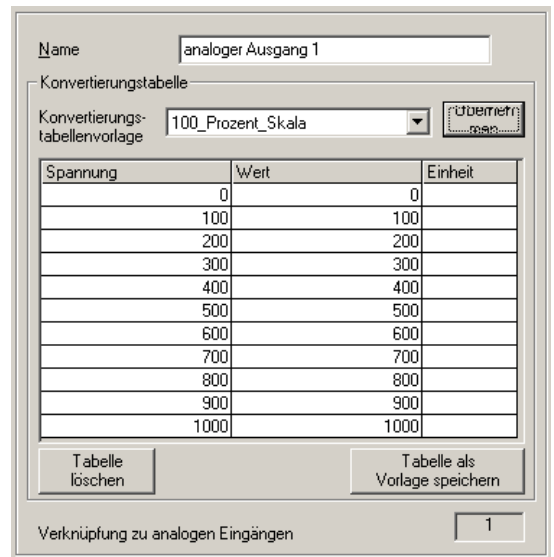 Name analoger Ausgang 1
Konvertierungstabelle
Konvertierungs-
tabellenvorlage
100_Prozent_Skala
Spannung Wert Einheit
0 0
100 100
200 200
300 300
400 400
500 500
600 600
700 700
800 800
900 900
1000 1000
Tabelle
löschen
Tabelle als
Vorlage speichern
Verknüpfung zu analogen Eingängen 1